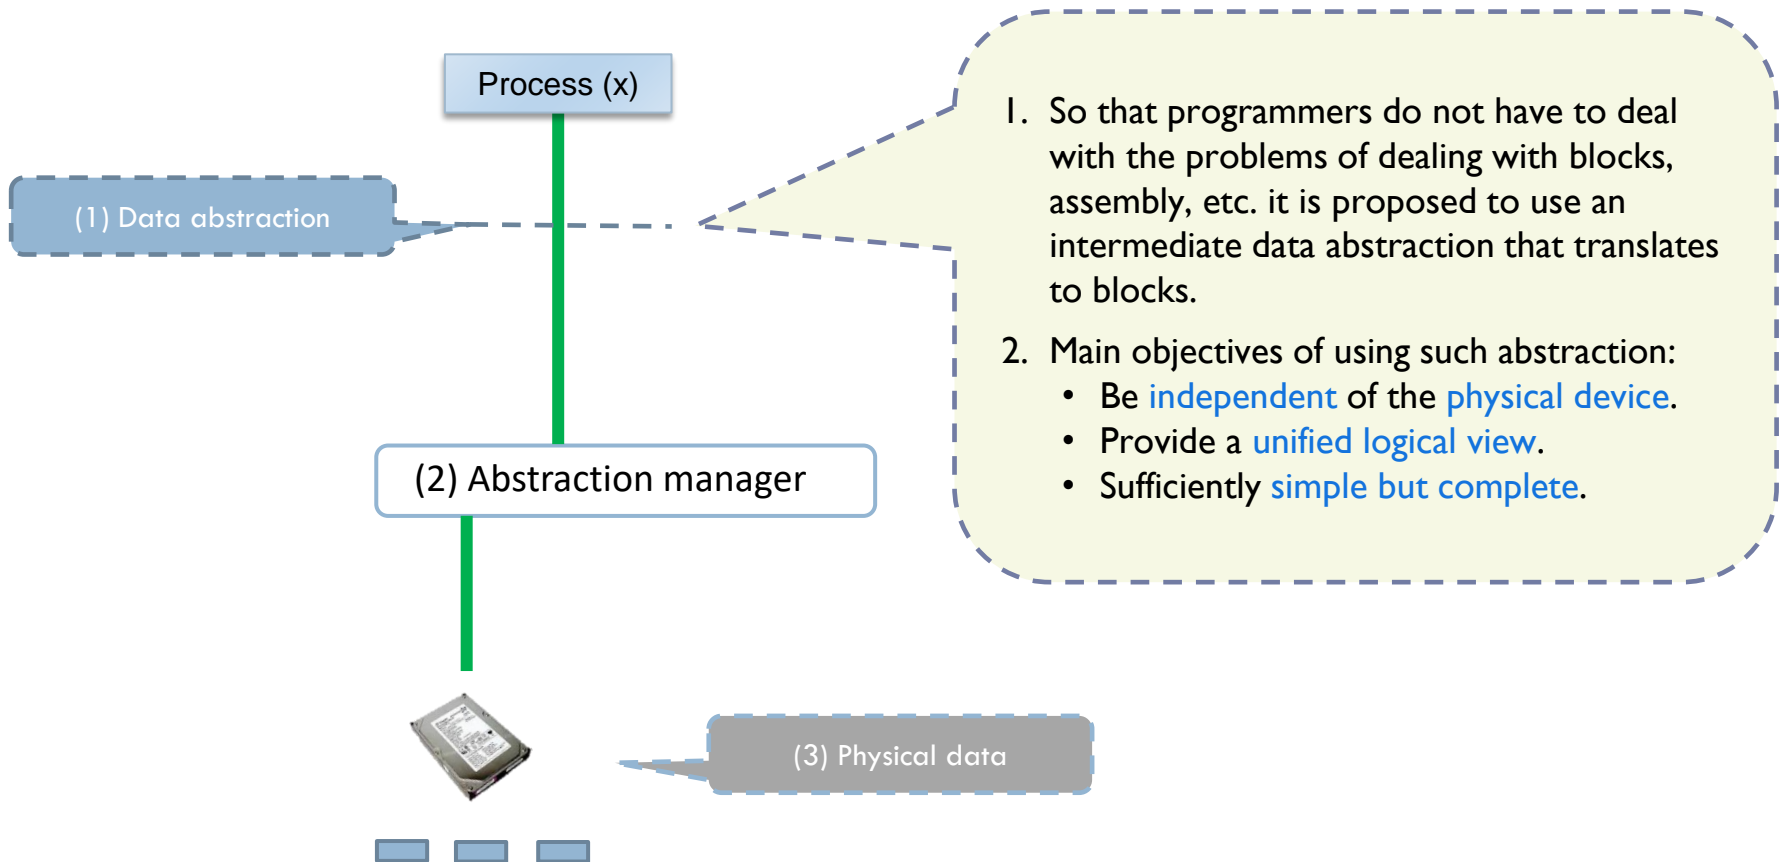 Process (x)
(1) Data abstraction
1. So that programmers do not have to deal
with the problems of dealing with blocks,
assembly, etc. it is proposed to use an
intermediate data abstraction that translates
to blocks.
2. Main objectives of using such abstraction:
• Be independent of the physical device.
• Provide a unified logical view.
• Sufficiently simple but complete.
(2) Abstraction manager
(3) Physical data